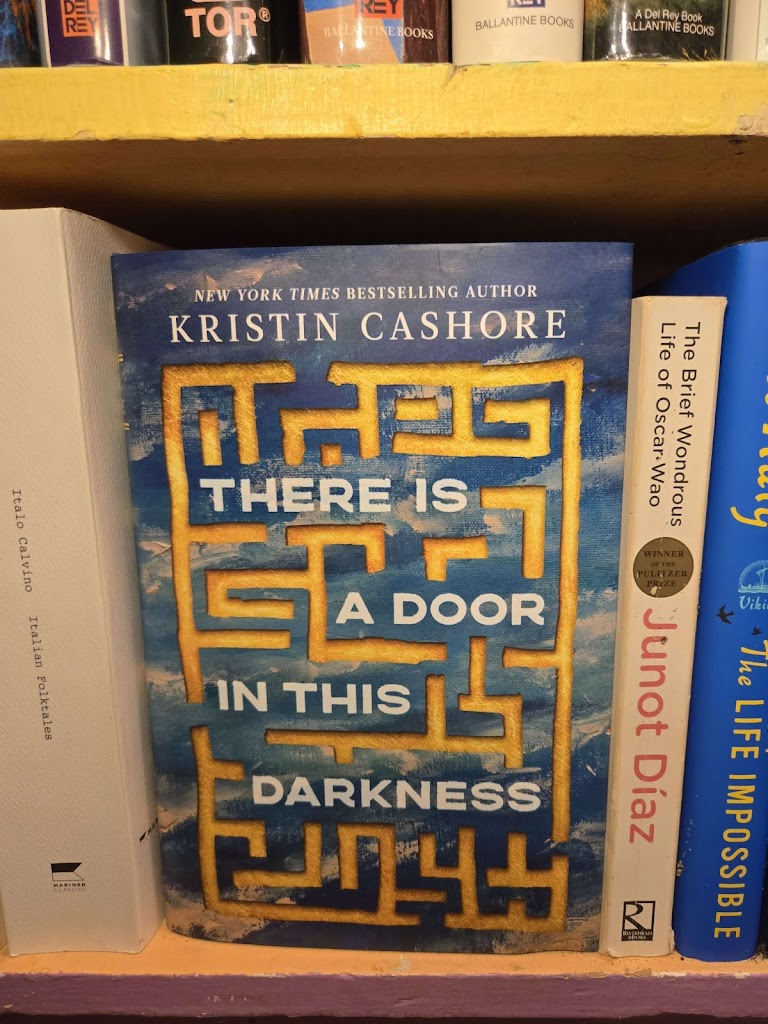 DEL
REY
TOR®
REY
BALLANTINE BOOKS
REY
BALLANTINE BOOKS
A Del Rey Book
BALLANTINE BOOKS
Italo Calvino Italian Folktales
MARINER
CLASSICS
NEW YORK TIMES BESTSELLING AUTHOR
KRISTIN CASHORE
THERE IS
A DOOR
IN THIS
DARKNESS
The Brief Wondrous
Life of Oscar Wao
WINNER
OF THE
PULITZER
PRIZE
Junot Díaz
RIVERHEAD
BOOKS
The LIFE IMPOSSIBLE